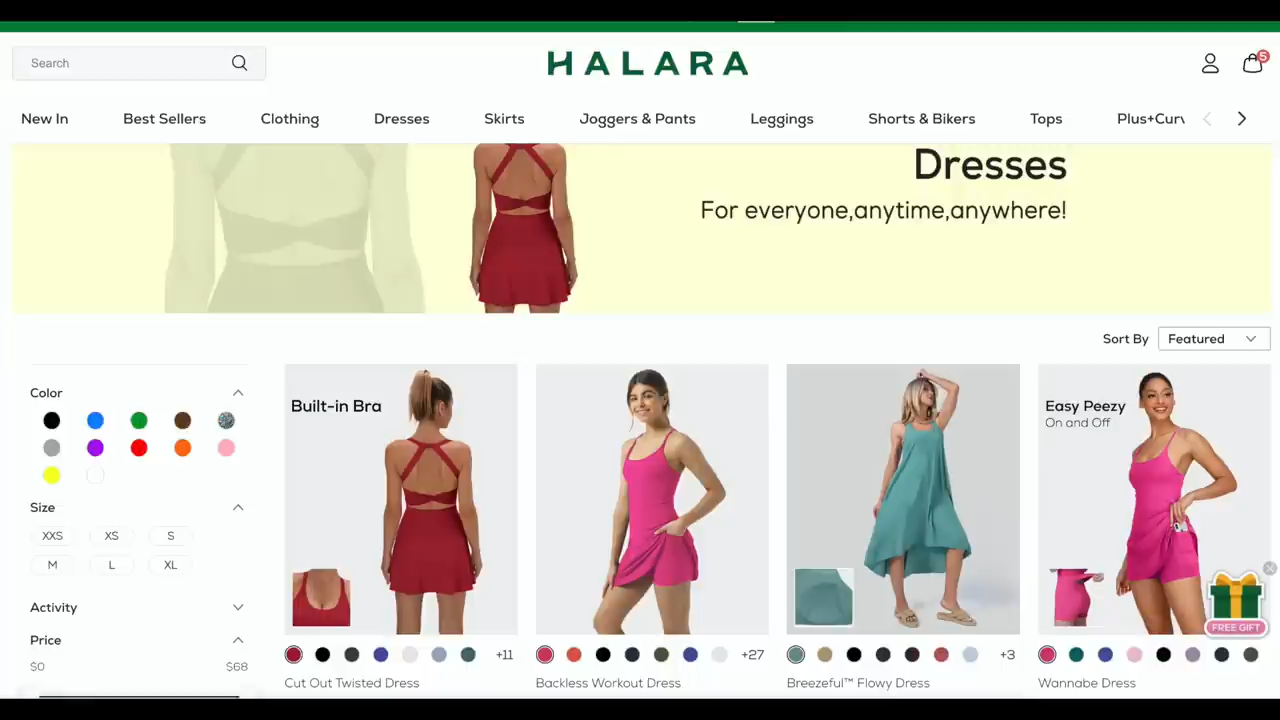 Search
HALARA
5
New In
Best Sellers
Clothing
Dresses
Skirts
Joggers & Pants
Leggings
Shorts & Bikers
Tops
Plus+Curv
Dresses
For everyone,anytime,anywhere!
Sort By
Featured
Color
Size
XXS
XS
S
M
L
XL
Activity
Price
$0
$68
Built-in Bra
+11
Cut Out Twisted Dress
+27
Backless Workout Dress
+3
Breezeful™ Flowy Dress
Easy Peezy
On and Off
Wannabe Dress
FREE GIFT